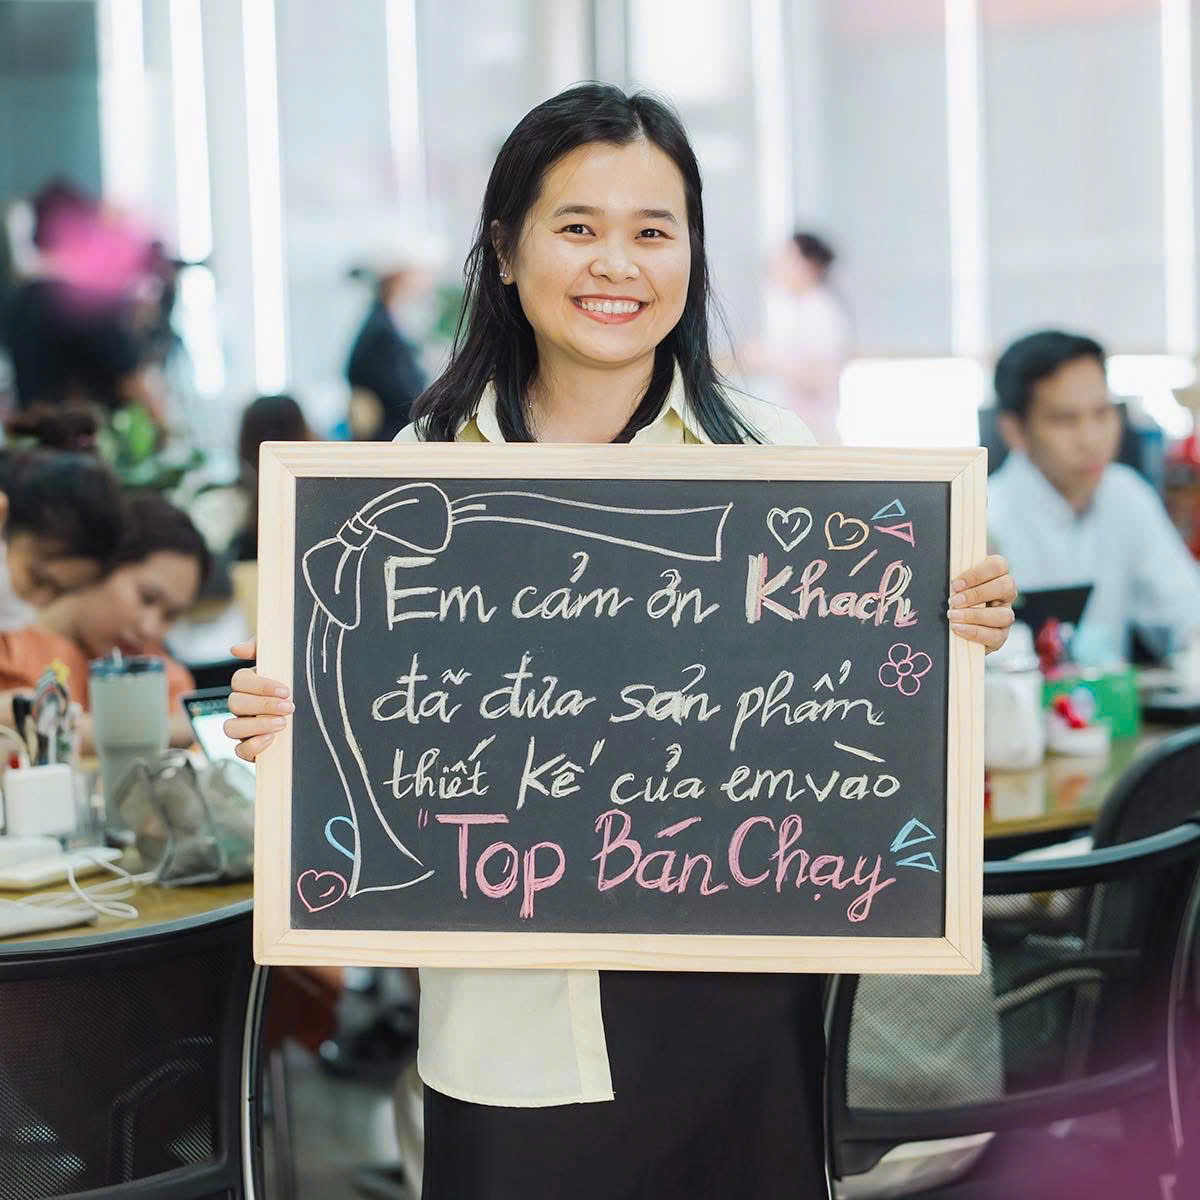 Em cảm ơn Khách
đã đưa sản phẩm
thiết kế của em vào
"Top Bán Chạy